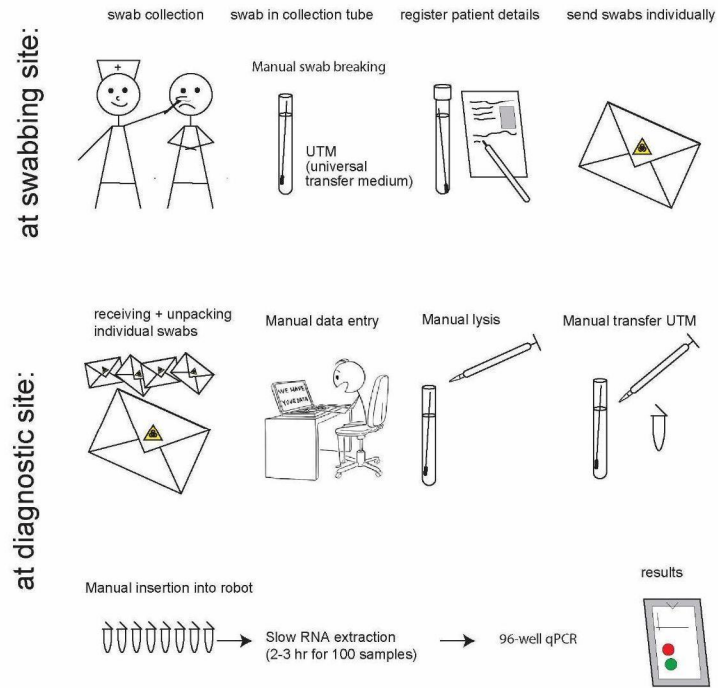 at swabbing site:
swab collection
swab in collection tube
register patient details
send swabs individually
Manual swab breaking
UTM
(universal
transfer medium)
at diagnostic site:
receiving + unpacking
individual swabs
Manual data entry
Manual lysis
Manual transfer UTM
WE HAVE
YOUR DATA
Manual insertion into robot
results
Slow RNA extraction
(2-3 hr for 100 samples)
96-well qPCR